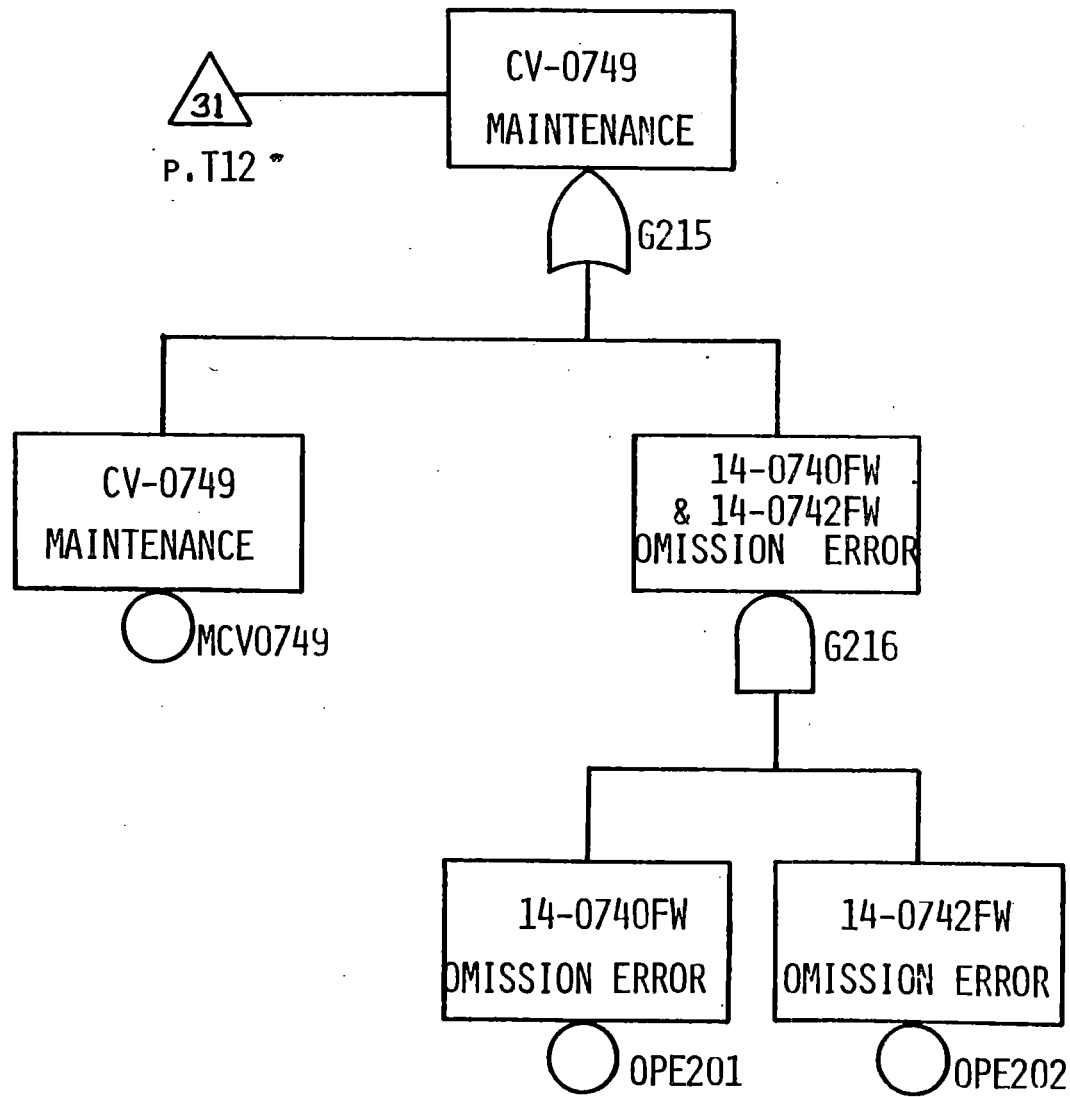 CV-0749
MAINTENANCE
31
P.T12
G215
CV-0749
MAINTENANCE
MCV0749
14-0740FW
& 14-0742FW
OMISSION ERROR
G216
14-0740FW
OMISSION ERROR
OPE201
14-0742FW
OMISSION ERROR
OPE202